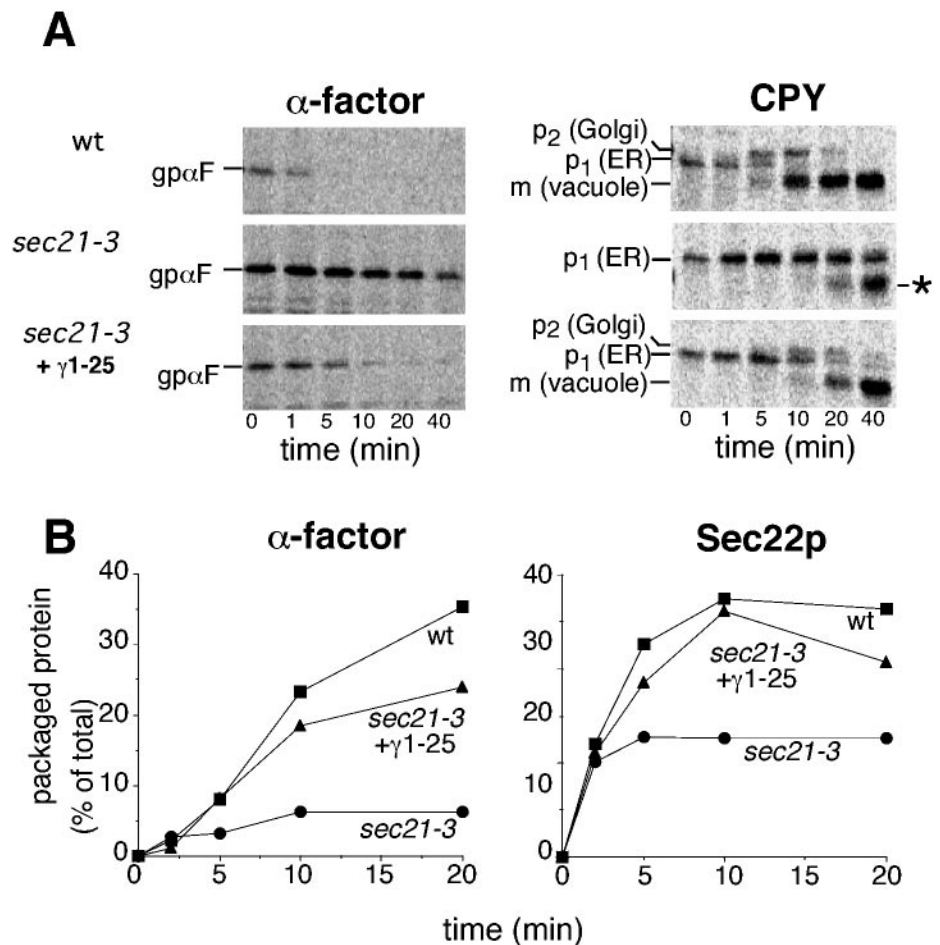 A
α-factor
CPY
wt
gpαF
p2 (Golgi)
p1 (ER)
m (vacuole)
sec21-3
gpαF
p1 (ER)
*
sec21-3
+ γ1-25
gpαF
p2 (Golgi)
p1 (ER)
m (vacuole)
0 1 5 10 20 40
time (min)
0 1 5 10 20 40
time (min)
B
α-factor
packaged protein
(% of total)
40
30
20
10
0
wt
sec21-3
+γ1-25
sec21-3
0 5 10 15 20
Sec22p
40
30
20
10
0
wt
sec21-3
+γ1-25
sec21-3
0 5 10 15 20
time (min)